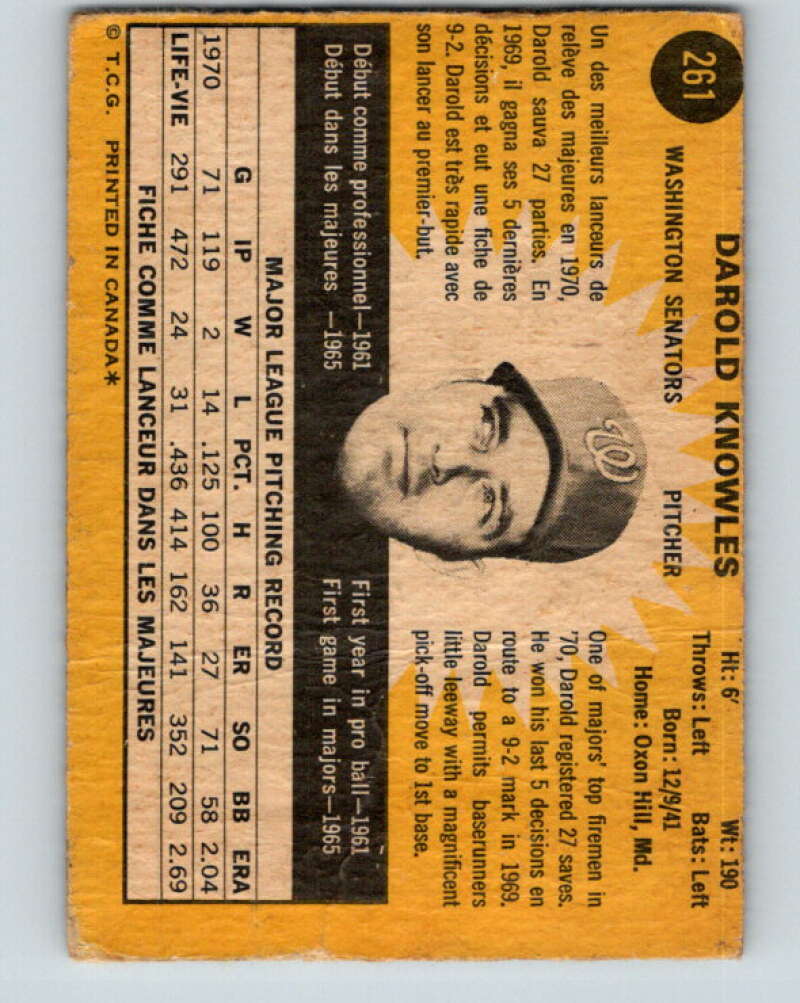 261
DAROLD KNOWLES
WASHINGTON SENATORS PITCHER
Ht: 6' Wt: 190
Throws: Left Bats: Left
Born: 12/9/41
Home: Oxon Hill, Md.
Un des meilleurs lanceurs de
relève des majeures en 1970,
Darold sauva 27 parties. En
1969, il gagna ses 5 dernières
décisions et eut une fiche de
9-2. Darold est très rapide avec
son lancer au premier-but.
W
One of majors' top firemen in
'70, Darold registered 27 saves.
He won his last 5 decisions en
route to a 9-2 mark in 1969.
Darold permits baserunners
little leeway with a magnificent
pick-off move to 1st base.
Début comme professionnel—1961
Début dans les majeures —1965
First year in pro ball—1961
First game in majors—1965
MAJOR LEAGUE PITCHING RECORD
G IP W L PCT. H R ER SO BB ERA
1970 71 119 2 14 .125 100 36 27 71 58 2.04
LIFE-VIE 291 472 24 31 .436 414 162 141 352 209 2.69
FICHE COMME LANCEUR DANS LES MAJEURES
© T.C.G. PRINTED IN CANADA*